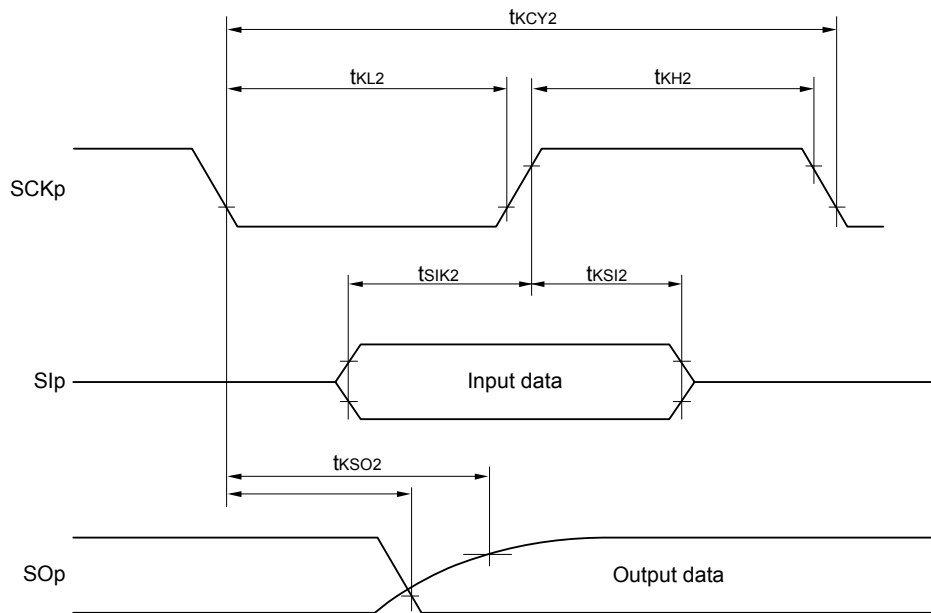 tKCY2
tKL2
tKH2
SCKp
tSIK2
tKSI2
SIp
Input data
tKSO2
SOp
Output data